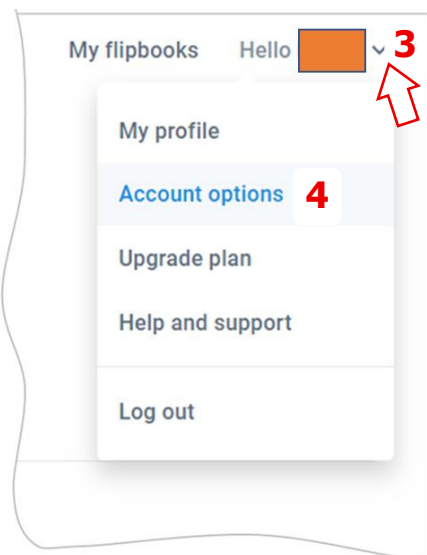 My flipbooks Hello 3
My profile
Account options 4
Upgrade plan
Help and support
Log out